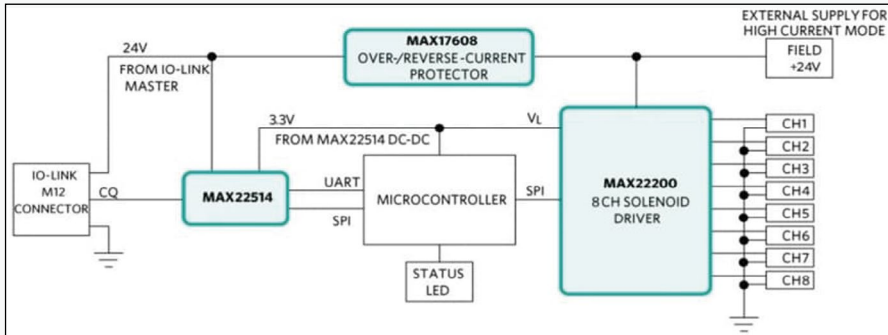 EXTERNAL SUPPLY FOR
HIGH CURRENT MODE
24V
FROM IO-LINK
MASTER
MAX17608
OVER-/REVERSE-CURRENT
PROTECTOR
FIELD
+24V
3.3V
FROM MAX22514 DC-DC
VL
IO-LINK
M12
CONNECTOR
CQ
MAX22514
UART
SPI
MICROCONTROLLER
SPI
MAX22200
8 CH SOLENOID
DRIVER
STATUS
LED
CH1
CH2
CH3
CH4
CH5
CH6
CH7
CH8